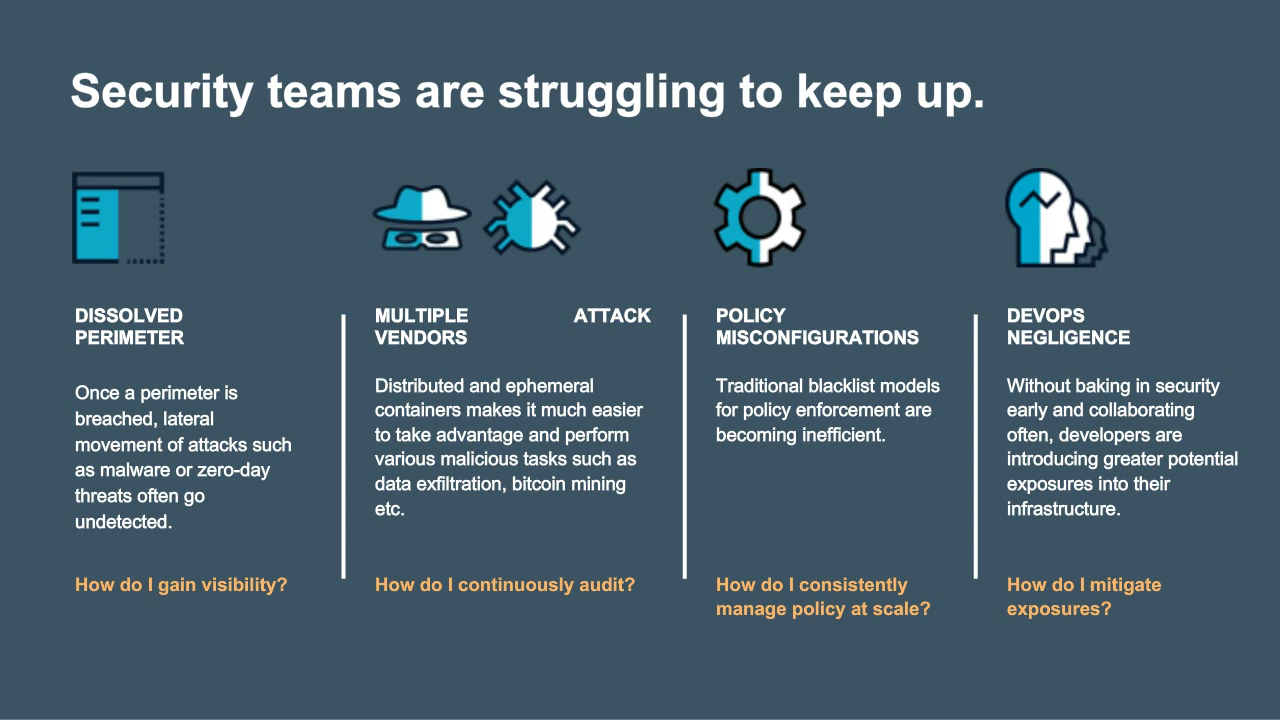 Security teams are struggling to keep up.
DISSOLVED
PERIMETER
Once a perimeter is
breached, lateral
movement of attacks such
as malware or zero-day
threats often go
undetected.
How do I gain visibility?
MULTIPLE ATTACK
VENDORS
Distributed and ephemeral
containers makes it much easier
to take advantage and perform
various malicious tasks such as
data exfiltration, bitcoin mining
etc.
How do I continuously audit?
POLICY
MISCONFIGURATIONS
Traditional blacklist models
for policy enforcement are
becoming inefficient.
How do I consistently
manage policy at scale?
DEVOPS
NEGLIGENCE
Without baking in security
early and collaborating
often, developers are
introducing greater potential
exposures into their
infrastructure.
How do I mitigate
exposures?